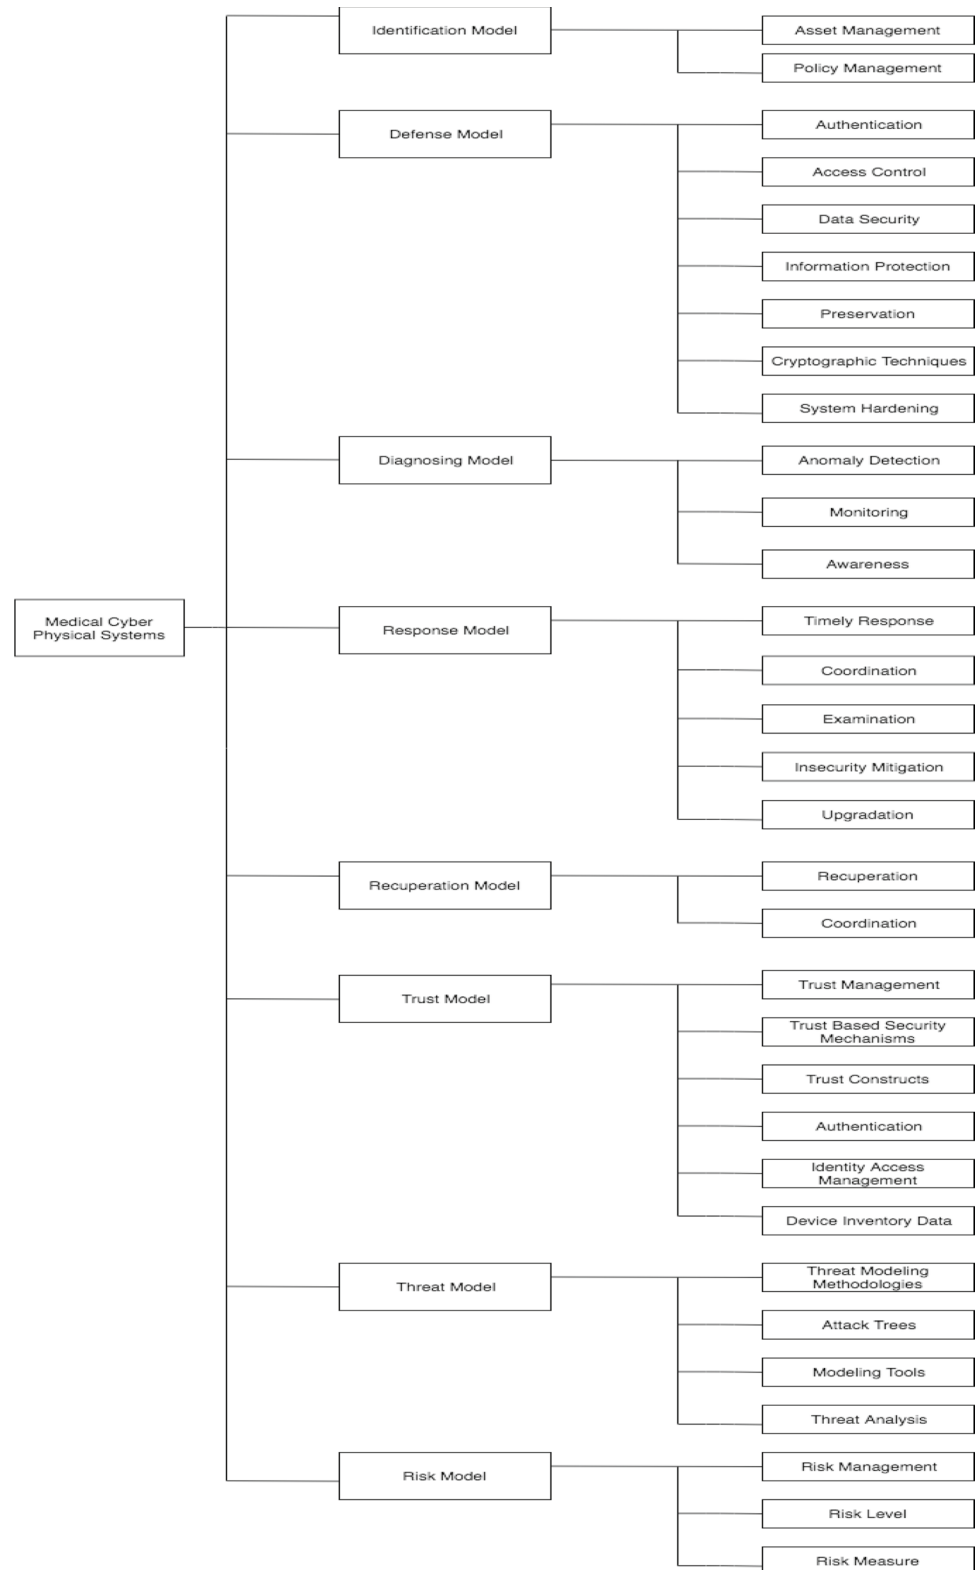 Identification Model
Asset Management
Policy Management
Defense Model
Authentication
Access Control
Data Security
Information Protection
Preservation
Cryptographic Techniques
System Hardening
Diagnosing Model
Anomaly Detection
Monitoring
Awareness
Medical Cyber
Physical Systems
Response Model
Timely Response
Coordination
Examination
Insecurity Mitigation
Upgradation
Recuperation Model
Recuperation
Coordination
Trust Model
Trust Management
Trust Based Security
Mechanisms
Trust Constructs
Authentication
Identity Access
Management
Device Inventory Data
Threat Model
Threat Modeling
Methodologies
Attack Trees
Modeling Tools
Threat Analysis
Risk Model
Risk Management
Risk Level
Risk Measure